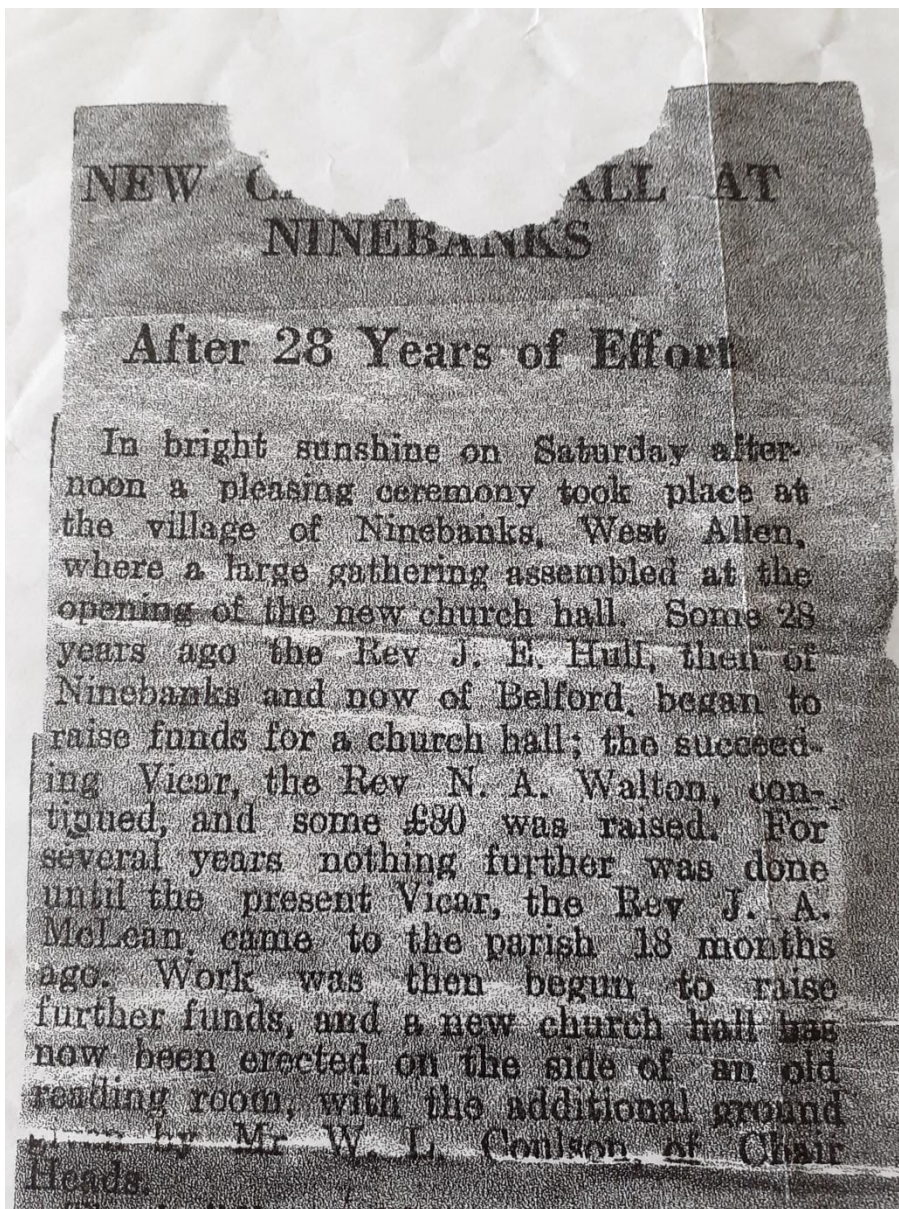 NEW ALL AT
NINEBANKS
After 28 Years of Effort
In bright sunshine on Saturday after-
noon a pleasing ceremony took place at
the village of Ninebanks, West Allen,
where a large gathering assembled at the
opening of the new church hall. Some 28
years ago the Rev J. E. Hull, then of
Ninebanks and now of Belford, began to
raise funds for a church hall; the succeed-
ing Vicar, the Rev N. A. Walton, con-
tinued, and some £80 was raised. For
several years nothing further was done
until the present Vicar, the Rev J. A.
McLean, came to the parish 18 months
ago. Work was then begun to raise
further funds, and a new church hall has
now been erected on the side of an old
reading room, with the additional ground
by Mr W. L. Coulson, of Chair
Heads.